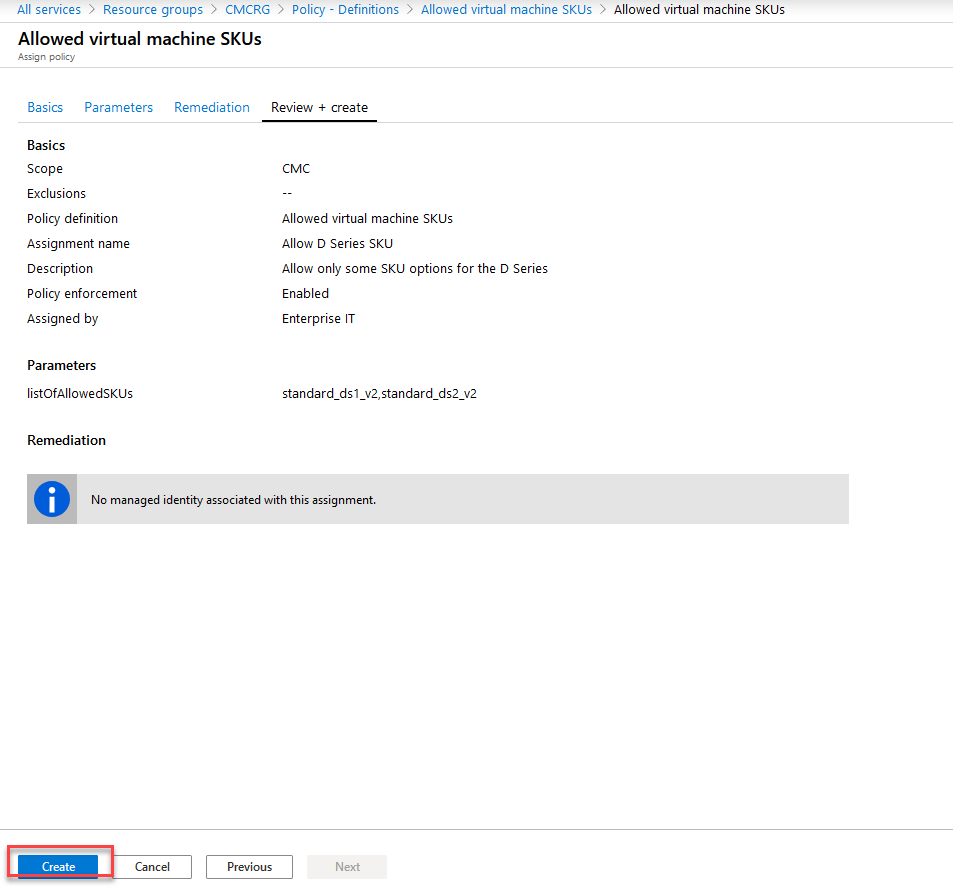 All services > Resource groups > CMCRG > Policy - Definitions > Allowed virtual machine SKUs > Allowed virtual machine SKUs
Allowed virtual machine SKUs
Assign policy
Basics Parameters Remediation Review + create
Basics
Scope CMC
Exclusions --
Policy definition Allowed virtual machine SKUs
Assignment name Allow D Series SKU
Description Allow only some SKU options for the D Series
Policy enforcement Enabled
Assigned by Enterprise IT
Parameters
listOfAllowedSKUs standard_ds1_v2,standard_ds2_v2
Remediation
No managed identity associated with this assignment.
Create Cancel Previous Next